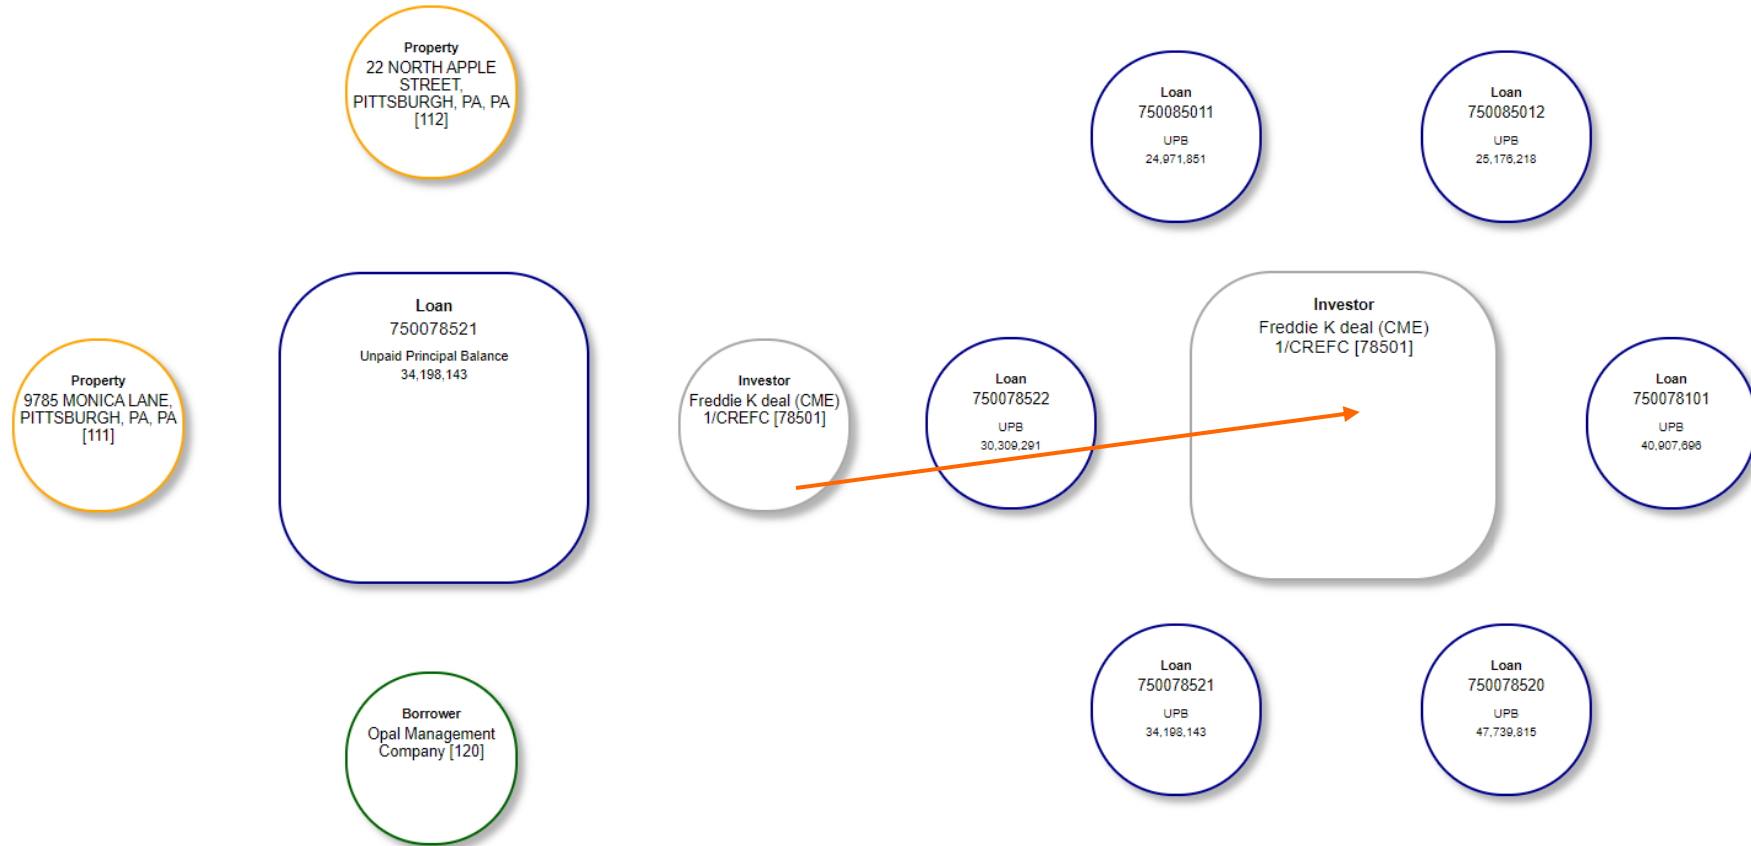 Property
22 NORTH APPLE
STREET,
PITTSBURGH, PA, PA
[112]
Property
9785 MONICA LANE,
PITTSBURGH, PA, PA
[111]
Loan
750078521
Unpaid Principal Balance
34,198,143
Investor
Freddie K deal (CME)
1/CREFC [78501]
Borrower
Opal Management
Company [120]
Loan
750085011
UPB
24,971,851
Loan
750085012
UPB
25,176,218
Loan
750078522
UPB
30,309,291
Investor
Freddie K deal (CME)
1/CREFC [78501]
Loan
750078101
UPB
40,907,696
Loan
750078521
UPB
34,198,143
Loan
750078520
UPB
47,739,815